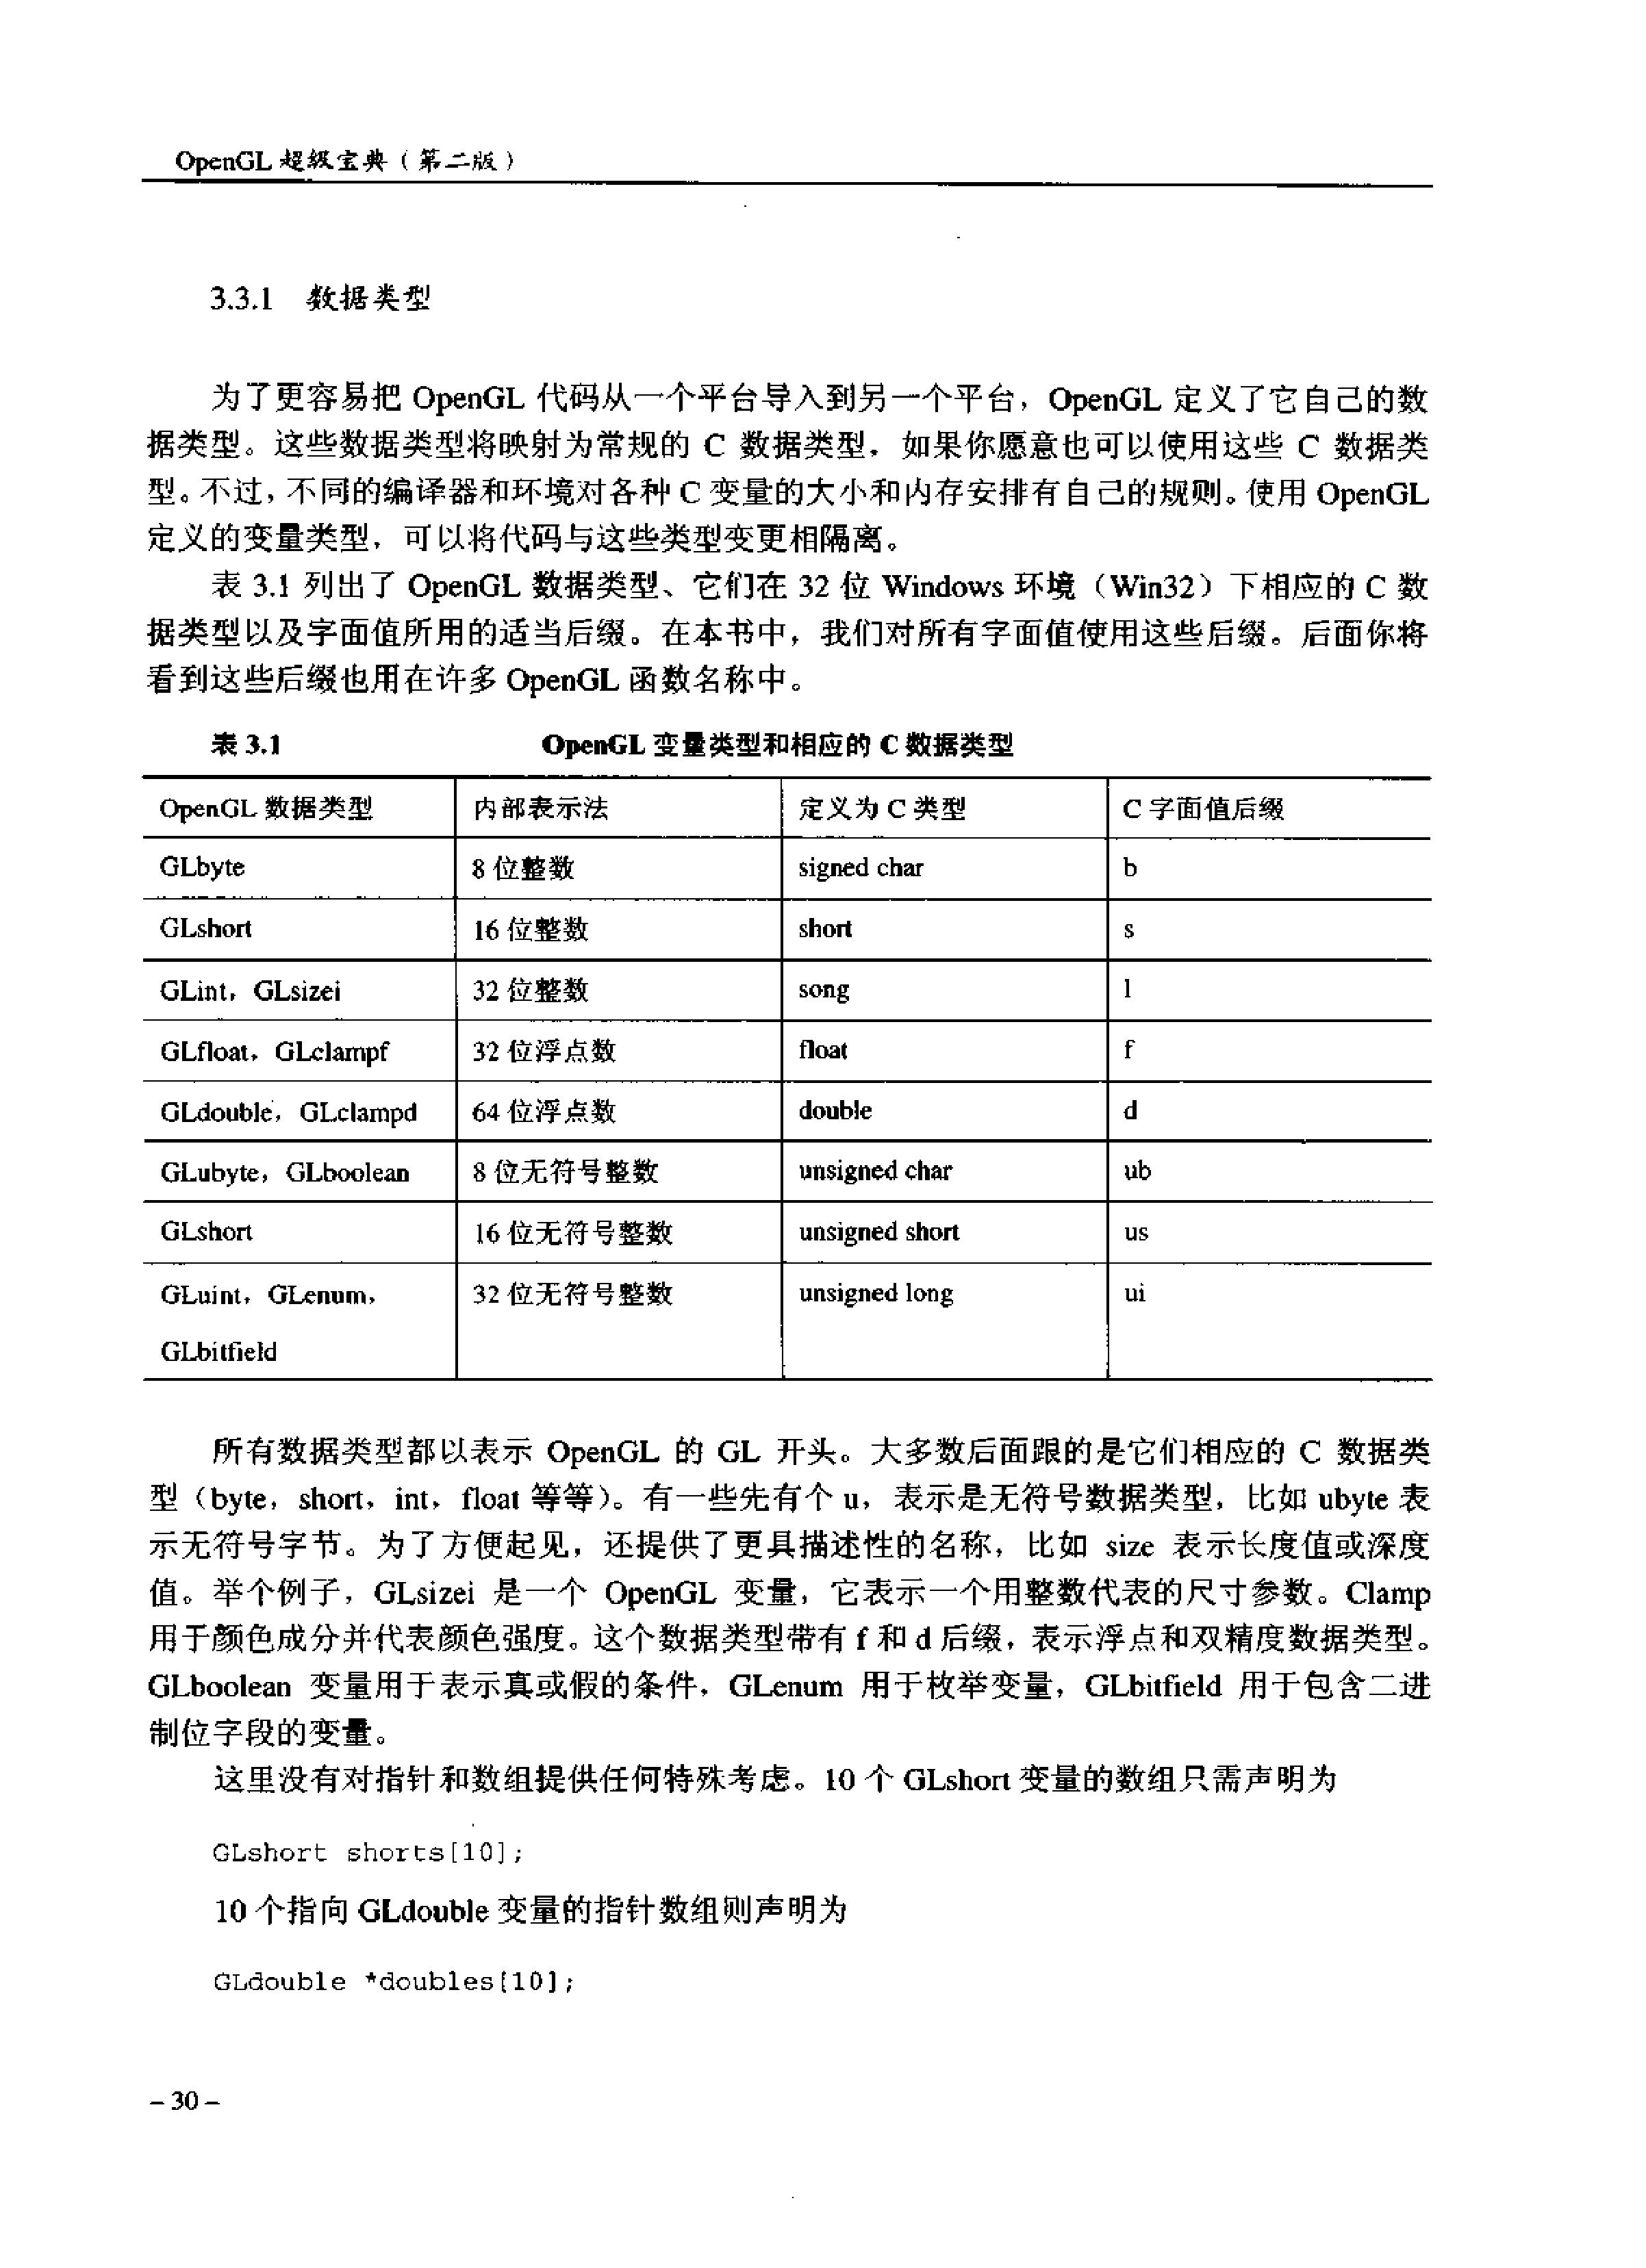 OpenGL 超级宝典（第二版）
3.3.1 数据类型
为了更容易把 OpenGL 代码从一个平台导入到另一个平台，OpenGL 定义了它自己的数
据类型。这些数据类型将映射为常规的 C 数据类型，如果你愿意也可以使用这些 C 数据类
型。不过，不同的编译器和环境对各种 C 变量的大小和内存安排有自己的规则。使用 OpenGL
定义的变量类型，可以将代码与这些类型变更相隔离。
表 3.1 列出了 OpenGL 数据类型、它们在 32 位 Windows 环境（Win32）下相应的 C 数
据类型以及字面值所用的适当后缀。在本书中，我们对所有字面值使用这些后缀。后面你将
看到这些后缀也用在许多 OpenGL 函数名称中。
表 3.1 OpenGL 变量类型和相应的 C 数据类型
OpenGL 数据类型 内部表示法 定义为 C 类型 C 字面值后缀
GLbyte 8 位整数 signed char b
GLshort 16 位整数 short s
GLint，GLsizei 32 位整数 song l
GLfloat，GLclampf 32 位浮点数 float f
GLdouble，GLclampd 64 位浮点数 double d
GLubyte，GLboolean 8 位无符号整数 unsigned char ub
GLshort 16 位无符号整数 unsigned short us
GLuint，GLenum， 32 位无符号整数 unsigned long ui
GLbitfield
所有数据类型都以表示 OpenGL 的 GL 开头。大多数后面跟的是它们相应的 C 数据类
型（byte，short，int，float 等等）。有一些先有个 u，表示是无符号数据类型，比如 ubyte 表
示无符号字节。为了方便起见，还提供了更具描述性的名称，比如 size 表示长度值或深度
值。举个例子，GLsizei 是一个 OpenGL 变量，它表示一个用整数代表的尺寸参数。Clamp
用于颜色成分并代表颜色强度。这个数据类型带有 f 和 d 后缀，表示浮点和双精度数据类型。
GLboolean 变量用于表示真或假的条件，GLenum 用于枚举变量，GLbitfield 用于包含二进
制位字段的变量。
这里没有对指针和数组提供任何特殊考虑。10 个 GLshort 变量的数组只需声明为
GLshort shorts[10];
10 个指向 GLdouble 变量的指针数组则声明为
GLdouble *doubles[10];
- 30 -